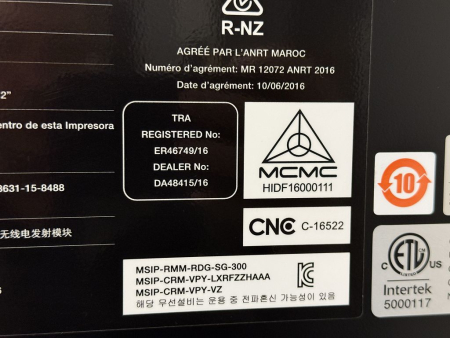 R-NZ
AGRÉÉ PAR L'ANRT MAROC
Numéro d'agrément: MR 12072 ANRT 2016
Date d'agrément: 10/06/2016
2"
entro de esta Impresora
TRA
REGISTERED No:
ER46749/16
DEALER No:
DA48415/16
MCMC
HIDF16000111
8631-15-8488
10
CNC C-16522
无线电发射模块
C ETL US
Intertek
5000117
MSIP-RMM-RDG-SG-300
MSIP-CRM-VPY-LXRFZZHAAA
MSIP-CRM-VPY-VZ
해당 무선설비는 운용 중 전파혼신 가능성이 있음